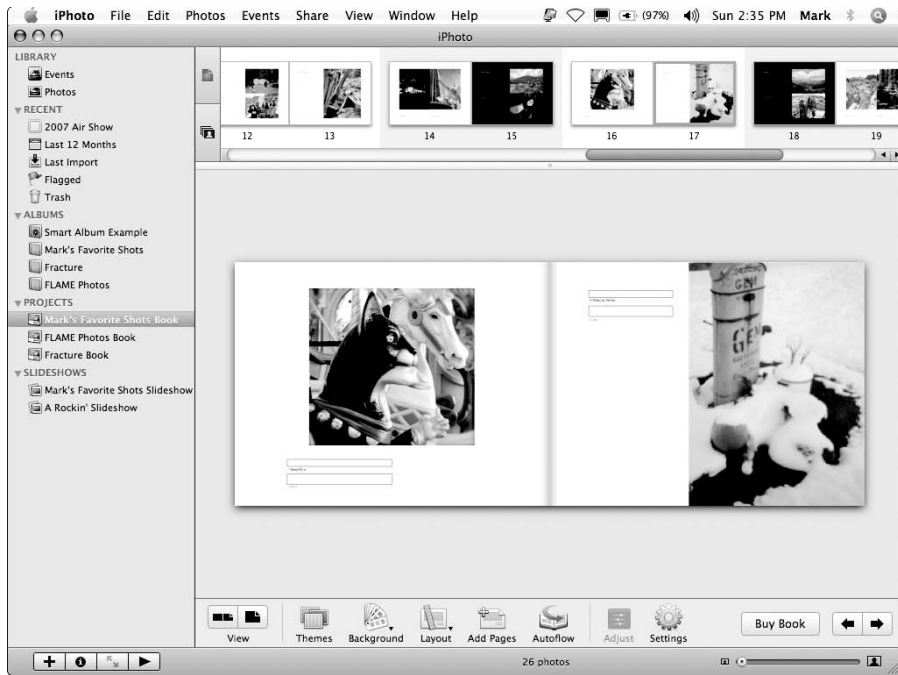 iPhoto File Edit Photos Events Share View Window Help (97%) Sun 2:35 PM Mark
iPhoto
LIBRARY
Events
Photos
RECENT
2007 Air Show
Last 12 Months
Last Import
Flagged
Trash
ALBUMS
Smart Album Example
Mark's Favorite Shots
Fracture
FLAME Photos
PROJECTS
Mark's Favorite Shots Book
FLAME Photos Book
Fracture Book
SLIDESHOWS
Mark's Favorite Shots Slideshow
A Rockin' Slideshow
12 13 14 15 16 17 18 19
GEM
GEM
View Themes Background Layout Add Pages Autoflow Adjust Settings Buy Book
26 photos